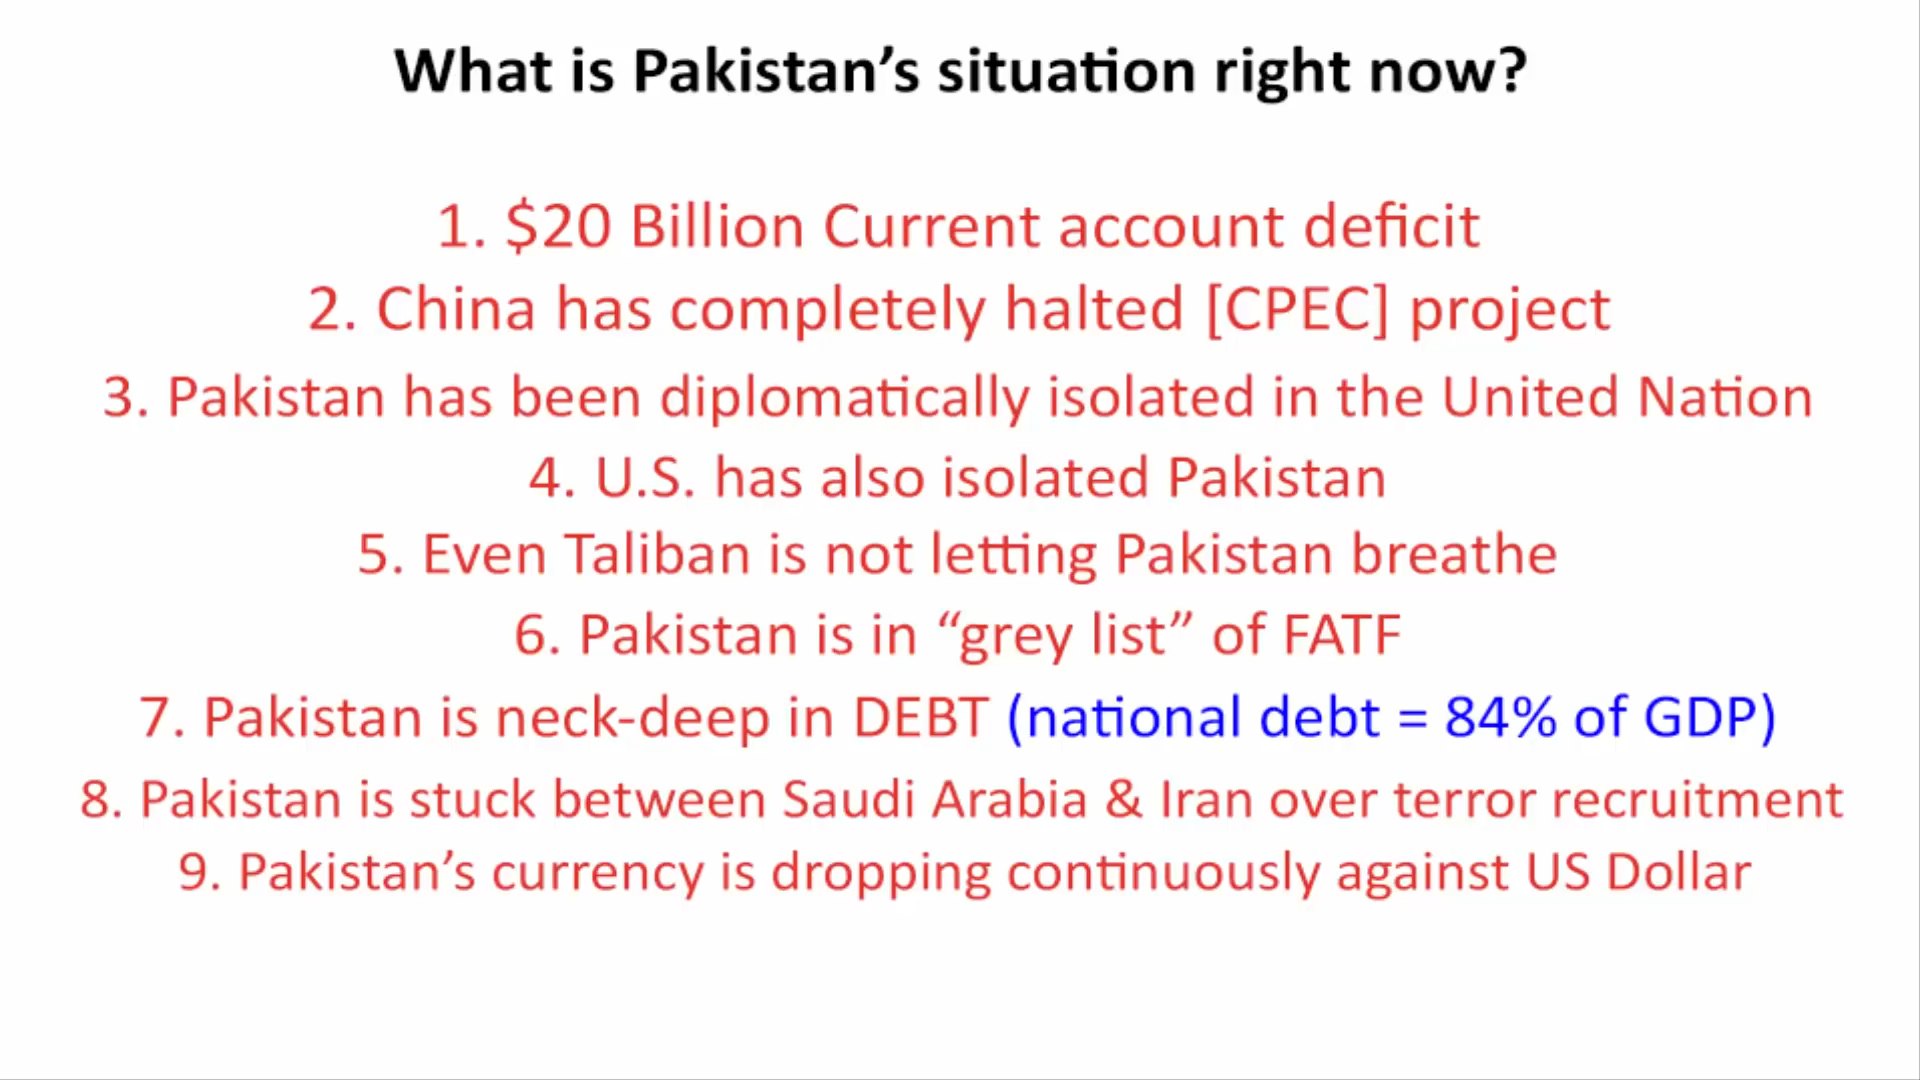 What is Pakistan’s situation right now?
1. $20 Billion Current account deficit
2. China has completely halted [CPEC] project
3. Pakistan has been diplomatically isolated in the United Nation
4. U.S. has also isolated Pakistan
5. Even Taliban is not letting Pakistan breathe
6. Pakistan is in “grey list” of FATF
7. Pakistan is neck-deep in DEBT (national debt = 84% of GDP)
8. Pakistan is stuck between Saudi Arabia & Iran over terror recruitment
9. Pakistan’s currency is dropping continuously against US Dollar